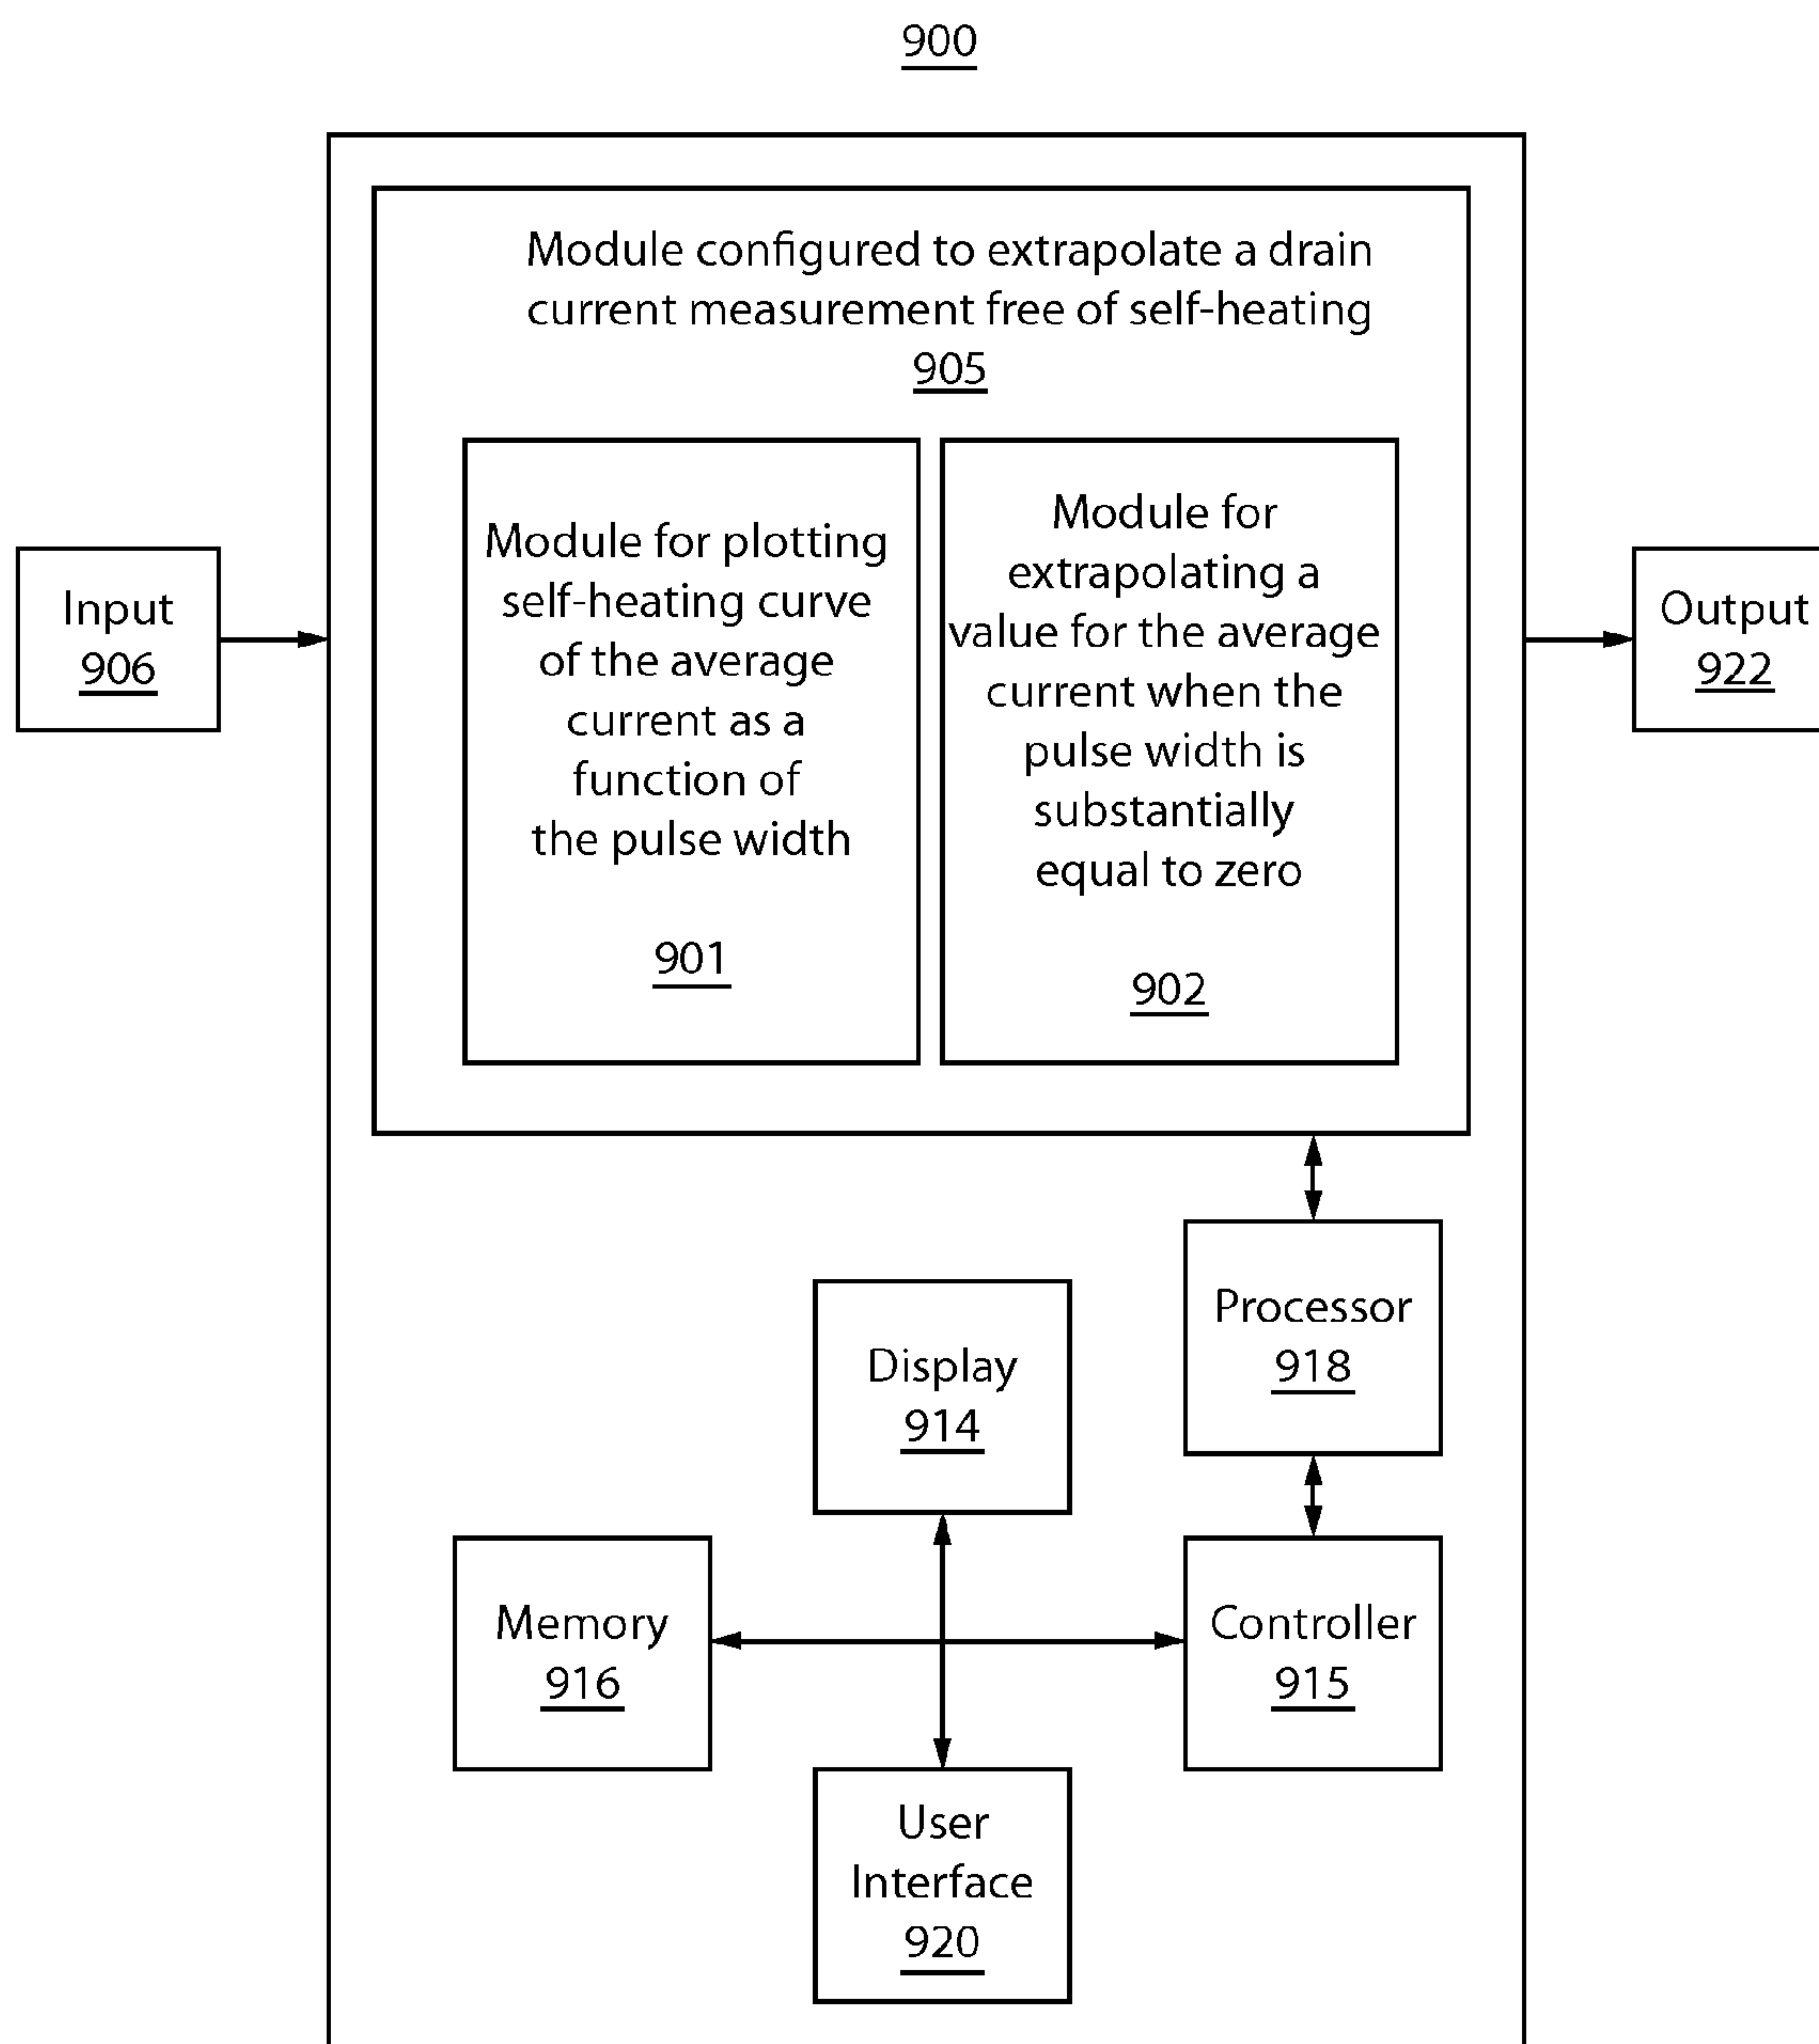 900
Module configured to extrapolate a drain
current measurement free of self-heating
905
Module for plotting
self-heating curve
of the average
current as a
function of
the pulse width
901
Module for
extrapolating a
value for the average
current when the
pulse width is
substantially
equal to zero
902
Input
906
Output
922
Processor
918
Display
914
Memory
916
Controller
915
User
Interface
920